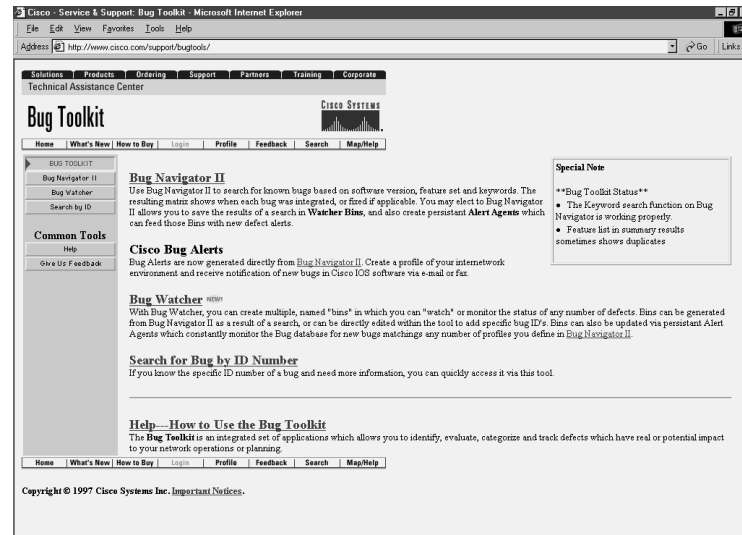 Cisco - Service & Support: Bug Toolkit - Microsoft Internet Explorer
File Edit View Favorites Tools Help
Address http://www.cisco.com/support/bugtools/ Go Links
Solutions Products Ordering Support Partners Training Corporate
Technical Assistance Center
Bug Toolkit
CISCO SYSTEMS
Home | What's New | How to Buy | Login | Profile | Feedback | Search | Map/Help
BUG TOOLKIT
Bug Navigator II
Bug Watcher
Search by ID
Common Tools
Help
Give Us Feedback
Bug Navigator II
Use Bug Navigator II to search for known bugs based on software version, feature set and keywords. The
resulting matrix shows when each bug was integrated, or fixed if applicable. You may elect to Bug Navigator
II allows you to save the results of a search in Watcher Bins, and also create persistant Alert Agents which
can feed those Bins with new defect alerts.
Cisco Bug Alerts
Bug Alerts are now generated directly from Bug Navigator II. Create a profile of your internetwork
environment and receive notification of new bugs in Cisco IOS software via e-mail or fax.
Bug Watcher NEW!
With Bug Watcher, you can create multiple, named "bins" in which you can "watch" or monitor the status of any number of defects. Bins can be generated
from Bug Navigator II as a result of a search, or can be directly edited within the tool to add specific bug ID's. Bins can also be updated via persistant Alert
Agents which constantly monitor the Bug database for new bugs matchings any number of profiles you define in Bug Navigator II.
Search for Bug by ID Number
If you know the specific ID number of a bug and need more information, you can quickly access it via this tool.
Help---How to Use the Bug Toolkit
The Bug Toolkit is an integrated set of applications which allows you to identify, evaluate, categorize and track defects which have real or potential impact
to your network operations or planning.
Special Note
**Bug Toolkit Status**
• The Keyword search function on Bug
Navigator is working properly.
• Feature list in summary results
sometimes shows duplicates
Home | What's New | How to Buy | Login | Profile | Feedback | Search | Map/Help
Copyright © 1997 Cisco Systems Inc. Important Notices.